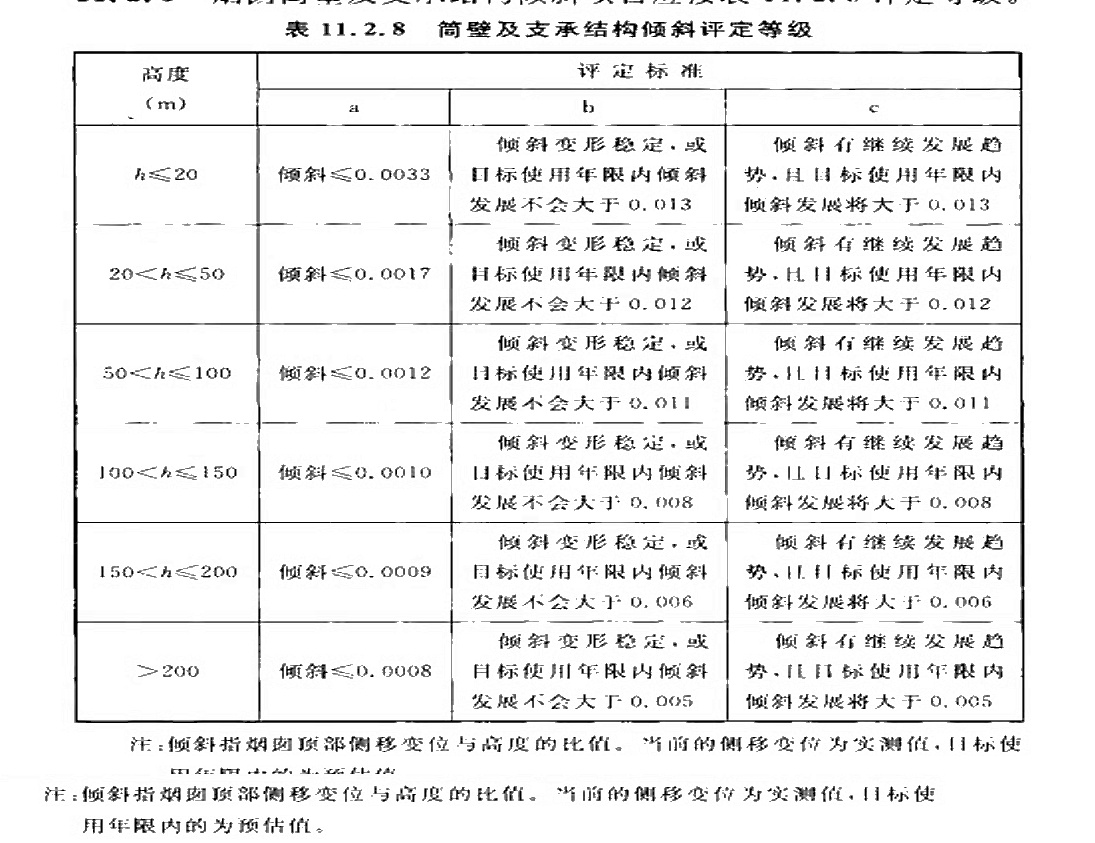 表 11.2.8 筒壁及支承结构倾斜评定等级
高度
(m)
评定标准
a
b
c
h≤20
倾斜≤0.0033
倾斜变形稳定,或
目标使用年限内倾斜
发展不会大于0.013
倾斜有继续发展趋
势,且目标使用年限内
倾斜发展将大于0.013
20<h≤50
倾斜≤0.0017
倾斜变形稳定,或
目标使用年限内倾斜
发展不会大于0.012
倾斜有继续发展趋
势,且目标使用年限内
倾斜发展将大于0.012
50<h≤100
倾斜≤0.0012
倾斜变形稳定,或
目标使用年限内倾斜
发展不会大于0.011
倾斜有继续发展趋
势,且目标使用年限内
倾斜发展将大于0.011
100<h≤150
倾斜≤0.0010
倾斜变形稳定,或
目标使用年限内倾斜
发展不会大于0.008
倾斜有继续发展趋
势,且目标使用年限内
倾斜发展将大于0.008
150<h≤200
倾斜≤0.0009
倾斜变形稳定,或
目标使用年限内倾斜
发展不会大于0.006
倾斜有继续发展趋
势,且目标使用年限内
倾斜发展将大于0.006
>200
倾斜≤0.0008
倾斜变形稳定,或
目标使用年限内倾斜
发展不会大于0.005
倾斜有继续发展趋
势,且目标使用年限内
倾斜发展将大于0.005
注:倾斜指烟囱顶部侧移变位与高度的比值。当前的侧移变位为实测值,目标使
注:倾斜指烟囱顶部侧移变位与高度的比值。当前的侧移变位为实测值,目标使
用年限内的为预估值。